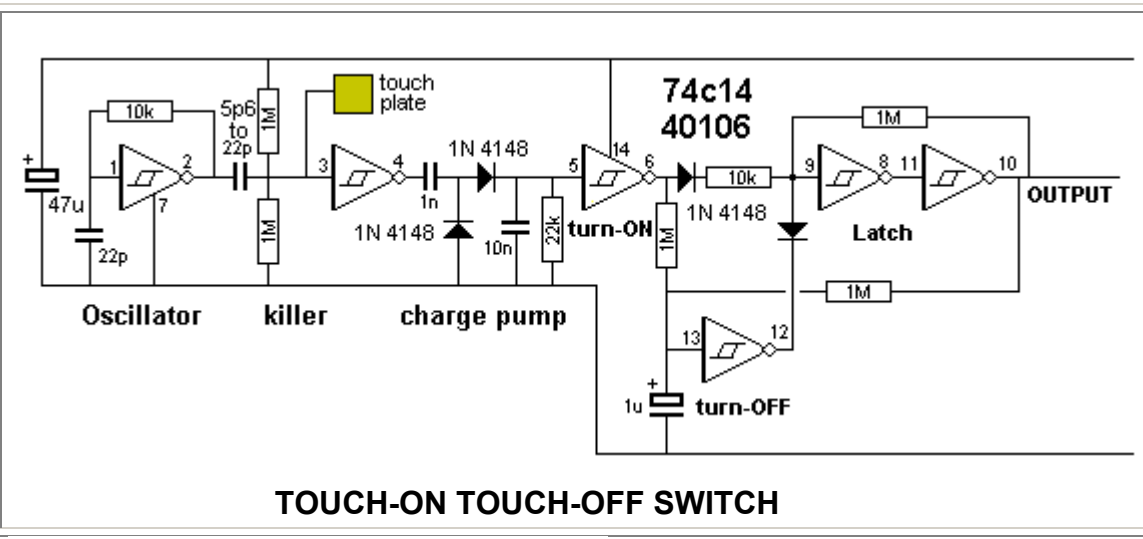 touch
plate
74c14
40106
10k
5p6
to
22p
1M
1M
1 2
3 4
1N 4148
5 14 6
1M
9 8 11 10
10k
+
47u
7
1n
1N 4148
10n
22k
turn-ON
1M
1N 4148
OUTPUT
Latch
22p
1M
Oscillator killer charge pump
13 12
+
1u
turn-OFF
TOUCH-ON TOUCH-OFF SWITCH